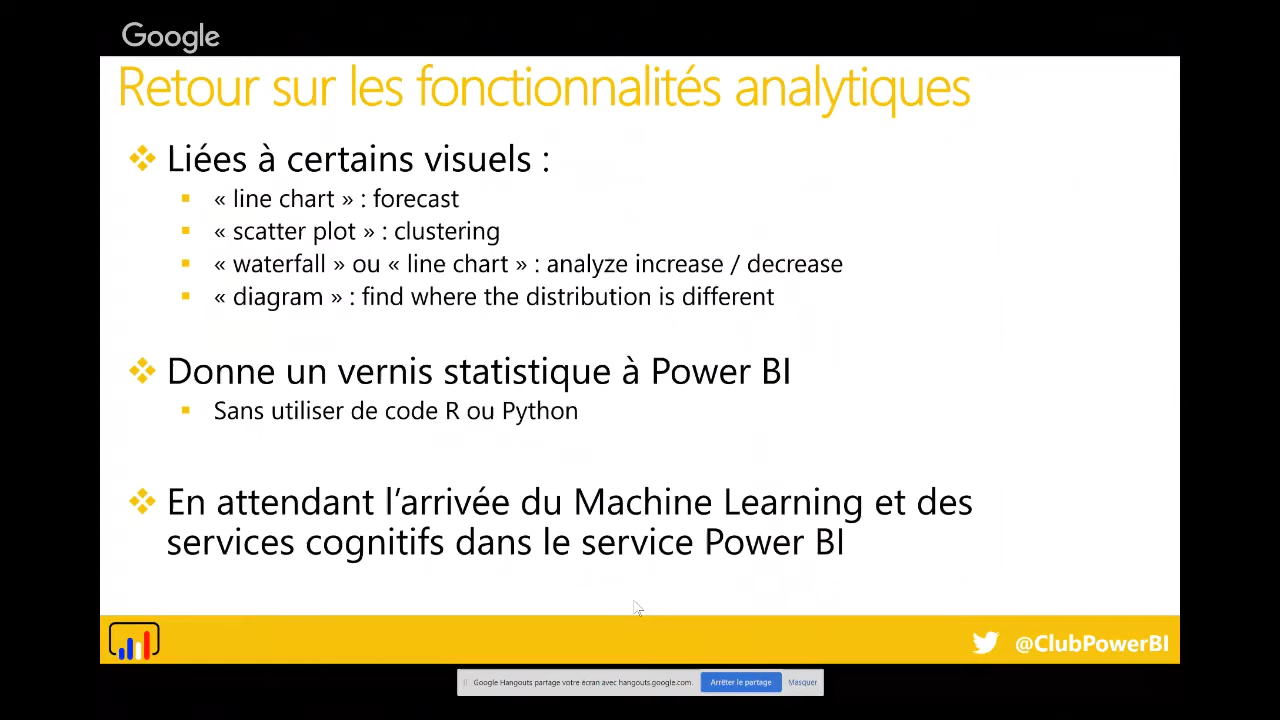 Google
Retour sur les fonctionnalités analytiques
Liées à certains visuels :
« line chart » : forecast
« scatter plot » : clustering
« waterfall » ou « line chart » : analyze increase / decrease
« diagram » : find where the distribution is different
Donne un vernis statistique à Power BI
Sans utiliser de code R ou Python
En attendant l’arrivée du Machine Learning et des
services cognitifs dans le service Power BI
@ClubPowerBI
Google Hangouts partage votre écran avec hangouts.google.com. Arrêter le partage Masquer